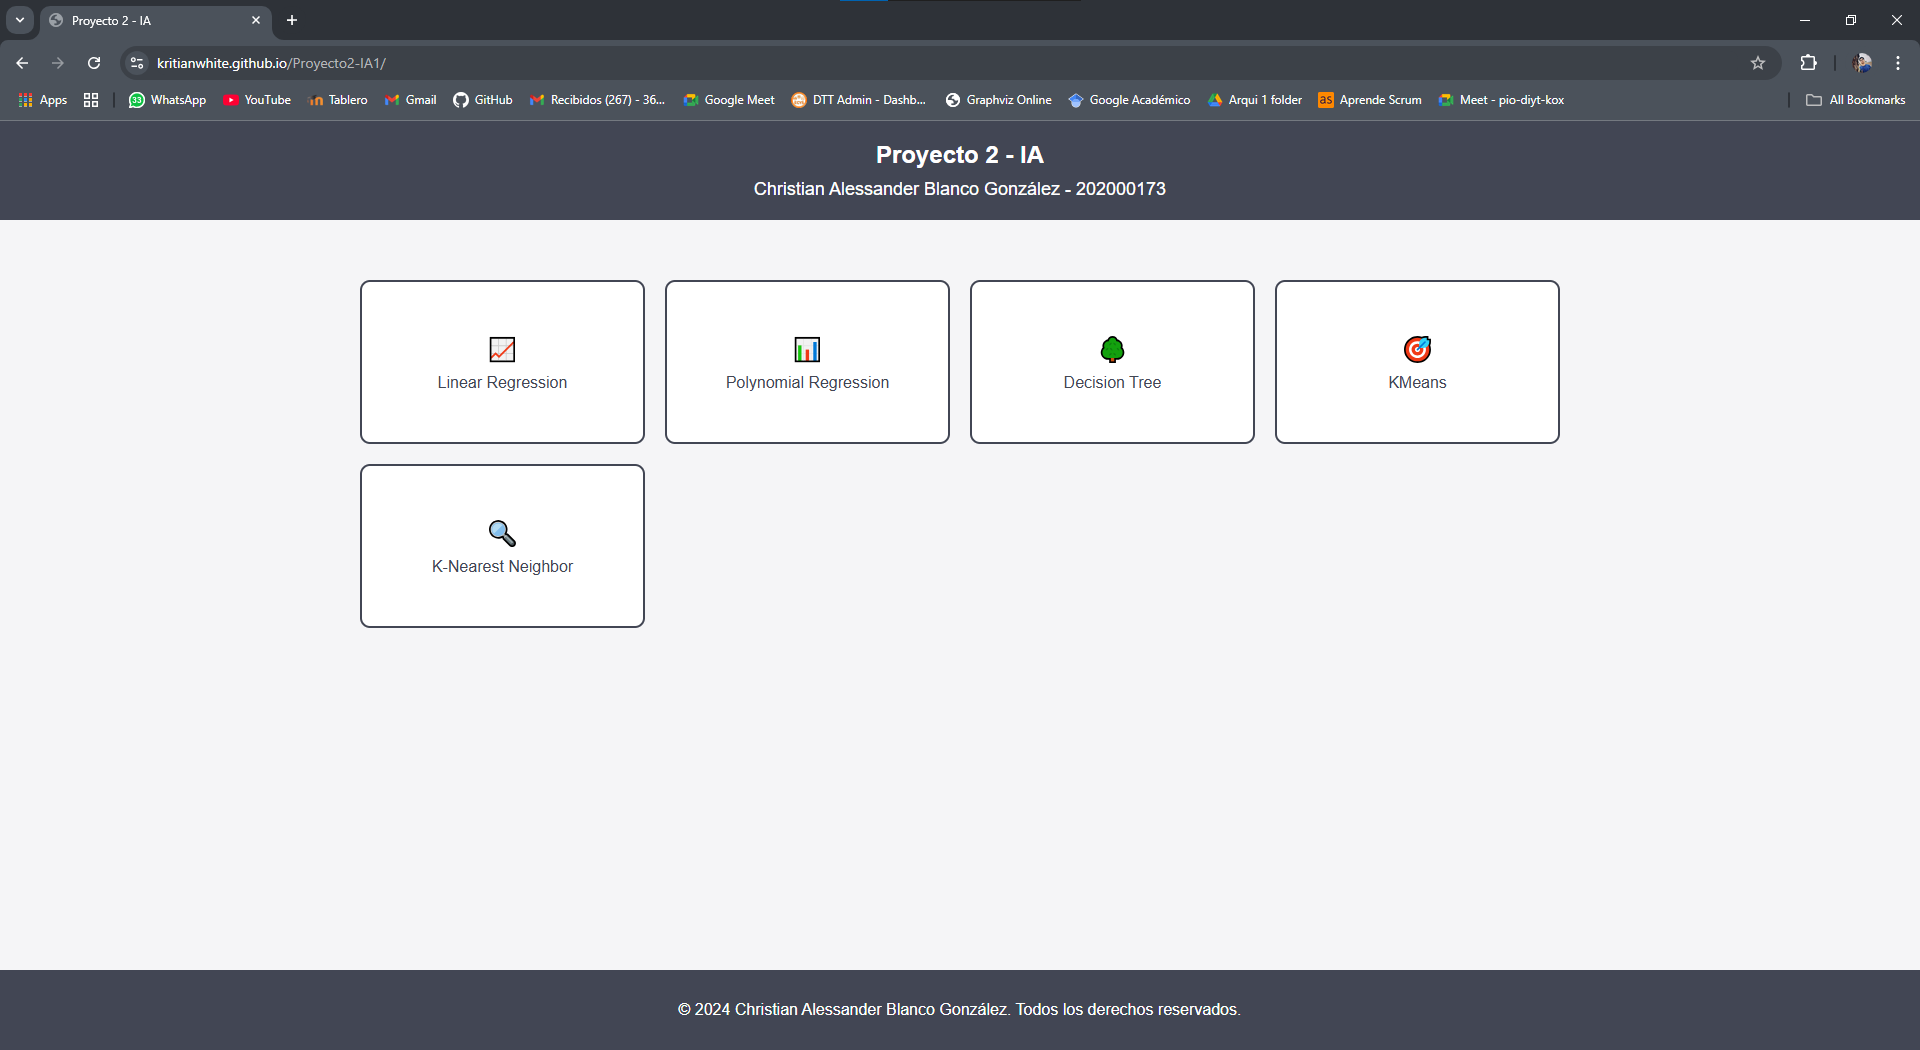 Proyecto 2 - IA
kritianwhite.github.io/Proyecto2-IA1/
Apps
33 WhatsApp
YouTube
Tablero
Gmail
GitHub
Recibidos (267) - 36...
Google Meet
DTT Admin - Dashb...
Graphviz Online
Google Académico
Arqui 1 folder
as Aprende Scrum
Meet - pio-diyt-kox
All Bookmarks
Proyecto 2 - IA
Christian Alessander Blanco González - 202000173
Linear Regression
Polynomial Regression
Decision Tree
KMeans
K-Nearest Neighbor
© 2024 Christian Alessander Blanco González. Todos los derechos reservados.